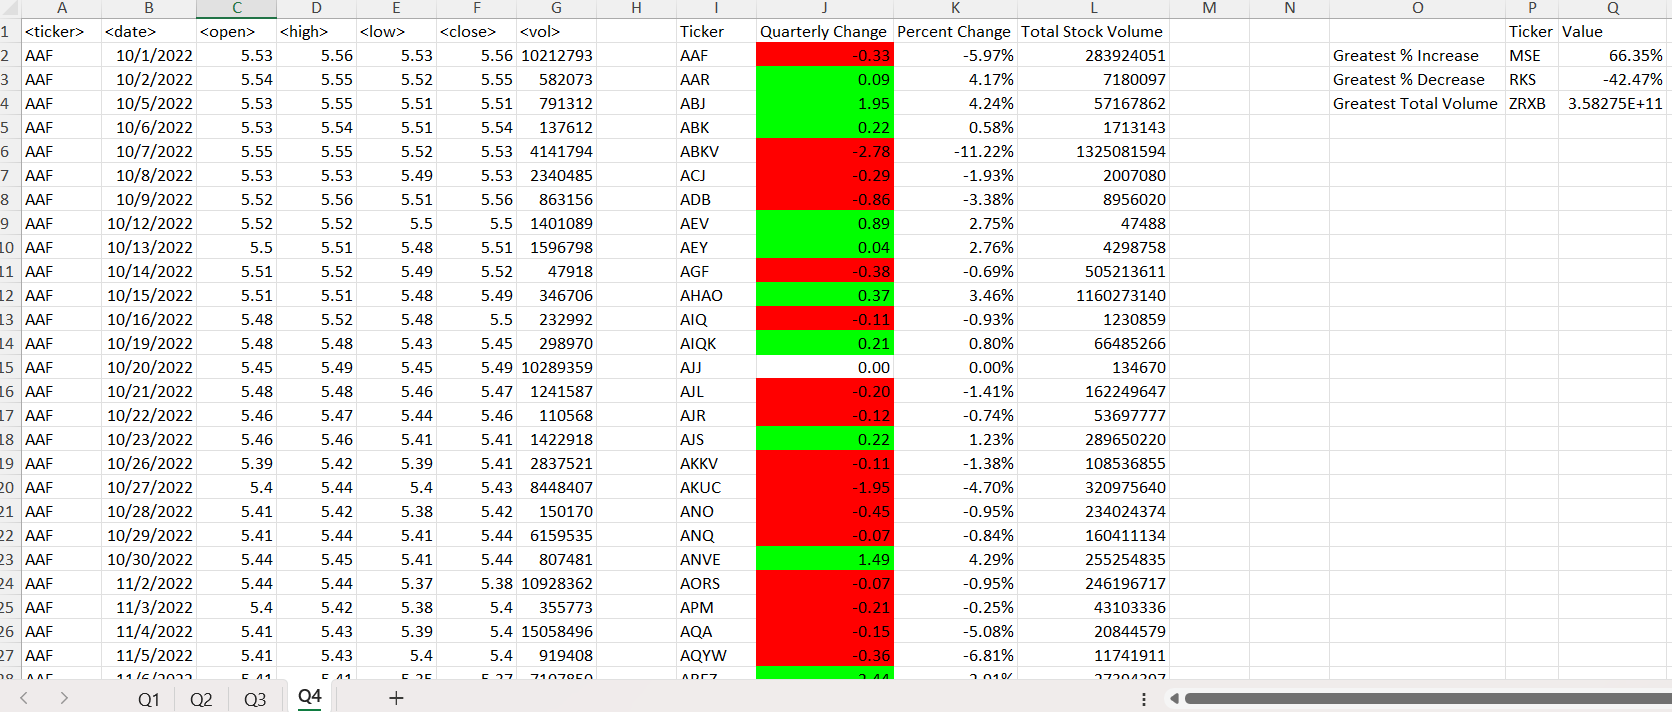 A B C D E F G H I J K L M N O P Q
1 <ticker> <date> <open> <high> <low> <close> <vol> Ticker Quarterly Change Percent Change Total Stock Volume Ticker Value
2 AAF 10/1/2022 5.53 5.56 5.53 5.56 10212793 AAF -0.33 -5.97% 283924051 Greatest % Increase MSE 66.35%
3 AAF 10/2/2022 5.54 5.55 5.52 5.55 582073 AAR 0.09 4.17% 7180097 Greatest % Decrease RKS -42.47%
4 AAF 10/5/2022 5.53 5.55 5.51 5.51 791312 ABJ 1.95 4.24% 57167862 Greatest Total Volume ZRXB 3.58275E+11
5 AAF 10/6/2022 5.53 5.54 5.51 5.54 137612 ABK 0.22 0.58% 1713143
6 AAF 10/7/2022 5.55 5.55 5.52 5.53 4141794 ABKV -2.78 -11.22% 1325081594
7 AAF 10/8/2022 5.53 5.53 5.49 5.53 2340485 ACJ -0.29 -1.93% 2007080
8 AAF 10/9/2022 5.52 5.56 5.51 5.56 863156 ADB -0.86 -3.38% 8956020
9 AAF 10/12/2022 5.52 5.52 5.5 5.5 1401089 AEV 0.89 2.75% 47488
10 AAF 10/13/2022 5.5 5.51 5.48 5.51 1596798 AEY 0.04 2.76% 4298758
11 AAF 10/14/2022 5.51 5.52 5.49 5.52 47918 AGF -0.38 -0.69% 505213611
12 AAF 10/15/2022 5.51 5.51 5.48 5.49 346706 AHAO 0.37 3.46% 1160273140
13 AAF 10/16/2022 5.48 5.52 5.48 5.5 232992 AIQ -0.11 -0.93% 1230859
14 AAF 10/19/2022 5.48 5.48 5.43 5.45 298970 AIQK 0.21 0.80% 66485266
15 AAF 10/20/2022 5.45 5.49 5.45 5.49 10289359 AJJ 0.00 0.00% 134670
16 AAF 10/21/2022 5.48 5.48 5.46 5.47 1241587 AJL -0.20 -1.41% 162249647
17 AAF 10/22/2022 5.46 5.47 5.44 5.46 110568 AJR -0.12 -0.74% 53697777
18 AAF 10/23/2022 5.46 5.46 5.41 5.41 1422918 AJS 0.22 1.23% 289650220
19 AAF 10/26/2022 5.39 5.42 5.39 5.41 2837521 AKKV -0.11 -1.38% 108536855
20 AAF 10/27/2022 5.4 5.44 5.4 5.43 8448407 AKUC -1.95 -4.70% 320975640
21 AAF 10/28/2022 5.41 5.42 5.38 5.42 150170 ANO -0.45 -0.95% 234024374
22 AAF 10/29/2022 5.41 5.44 5.41 5.44 6159535 ANQ -0.07 -0.84% 160411134
23 AAF 10/30/2022 5.44 5.45 5.41 5.44 807481 ANVE 1.49 4.29% 255254835
24 AAF 11/2/2022 5.44 5.44 5.37 5.38 10928362 AORS -0.07 -0.95% 246196717
25 AAF 11/3/2022 5.4 5.42 5.38 5.4 355773 APM -0.21 -0.25% 43103336
26 AAF 11/4/2022 5.41 5.43 5.39 5.4 15058496 AQA -0.15 -5.08% 20844579
27 AAF 11/5/2022 5.41 5.43 5.4 5.4 919408 AQYW -0.36 -6.81% 11741911
Q1 Q2 Q3 Q4